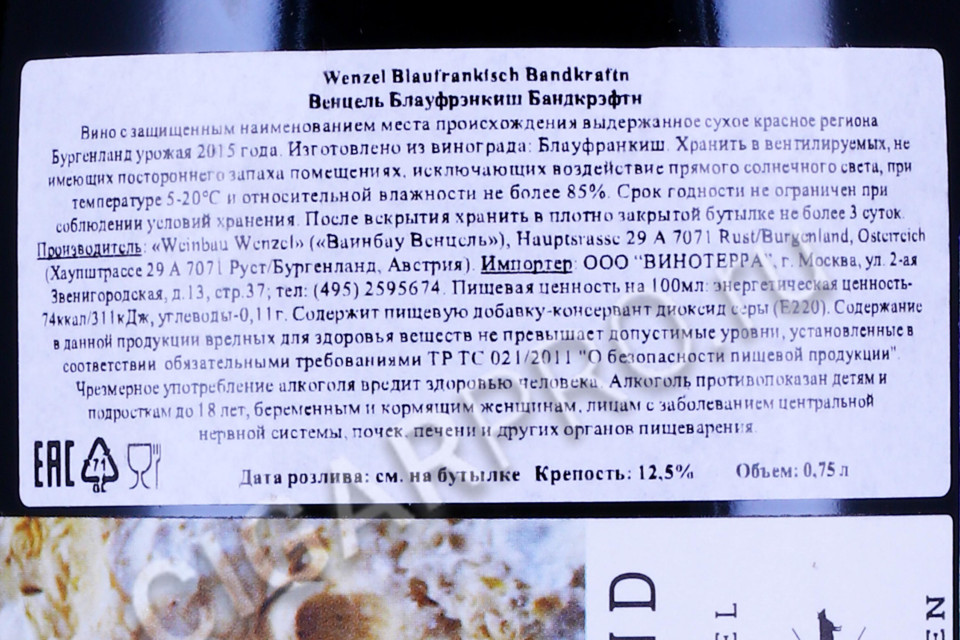 Wenzel Blaufrankisch Bandkraftn
Венцель Блауфрэнкиш Бандкрэфтн
Вино с защищенным наименованием места происхождения выдержанное сухое красное региона
Бургенланд урожая 2015 года. Изготовлено из винограда: Блауфранкиш. Хранить в вентилируемых, не
имеющих постороннего запаха помещениях, исключающих воздействие прямого солнечного света, при
температуре 5-20°С и относительной влажности не более 85%. Срок годности не ограничен при
соблюдении условий хранения. После вскрытия хранить в плотно закрытой бутылке не более 3 суток.
Производитель: «Weinbau Wenzel» («Вайнбау Венцель»), Hauptstrasse 29 A 7071 Rust/Burgenland, Osterreich
(Хауптштрассе 29 А 7071 Руст/Бургенланд, Австрия). Импортер: ООО "ВИНОТЕРРА", г. Москва, ул. 2-ая
Звенигородская, д.13, стр.37; тел: (495) 2595674. Пищевая ценность на 100мл: энергетическая ценность-
74ккал/311кДж, углеводы-0,11г. Содержит пищевую добавку-консервант диоксид серы (Е220). Содержание
в данной продукции вредных для здоровья веществ не превышает допустимые уровни, установленные в
соответствии обязательными требованиями ТР ТС 021/2011 "О безопасности пищевой продукции".
Чрезмерное употребление алкоголя вредит здоровью человека. Алкоголь противопоказан детям и
подросткам до 18 лет, беременным и кормящим женщинам, лицам с заболеванием центральной
нервной системы, почек, печени и других органов пищеварения.
EAC 71 GL
Дата розлива: см. на бутылке Крепость: 12,5% Объем: 0,75 л
CIGARPRO.ru